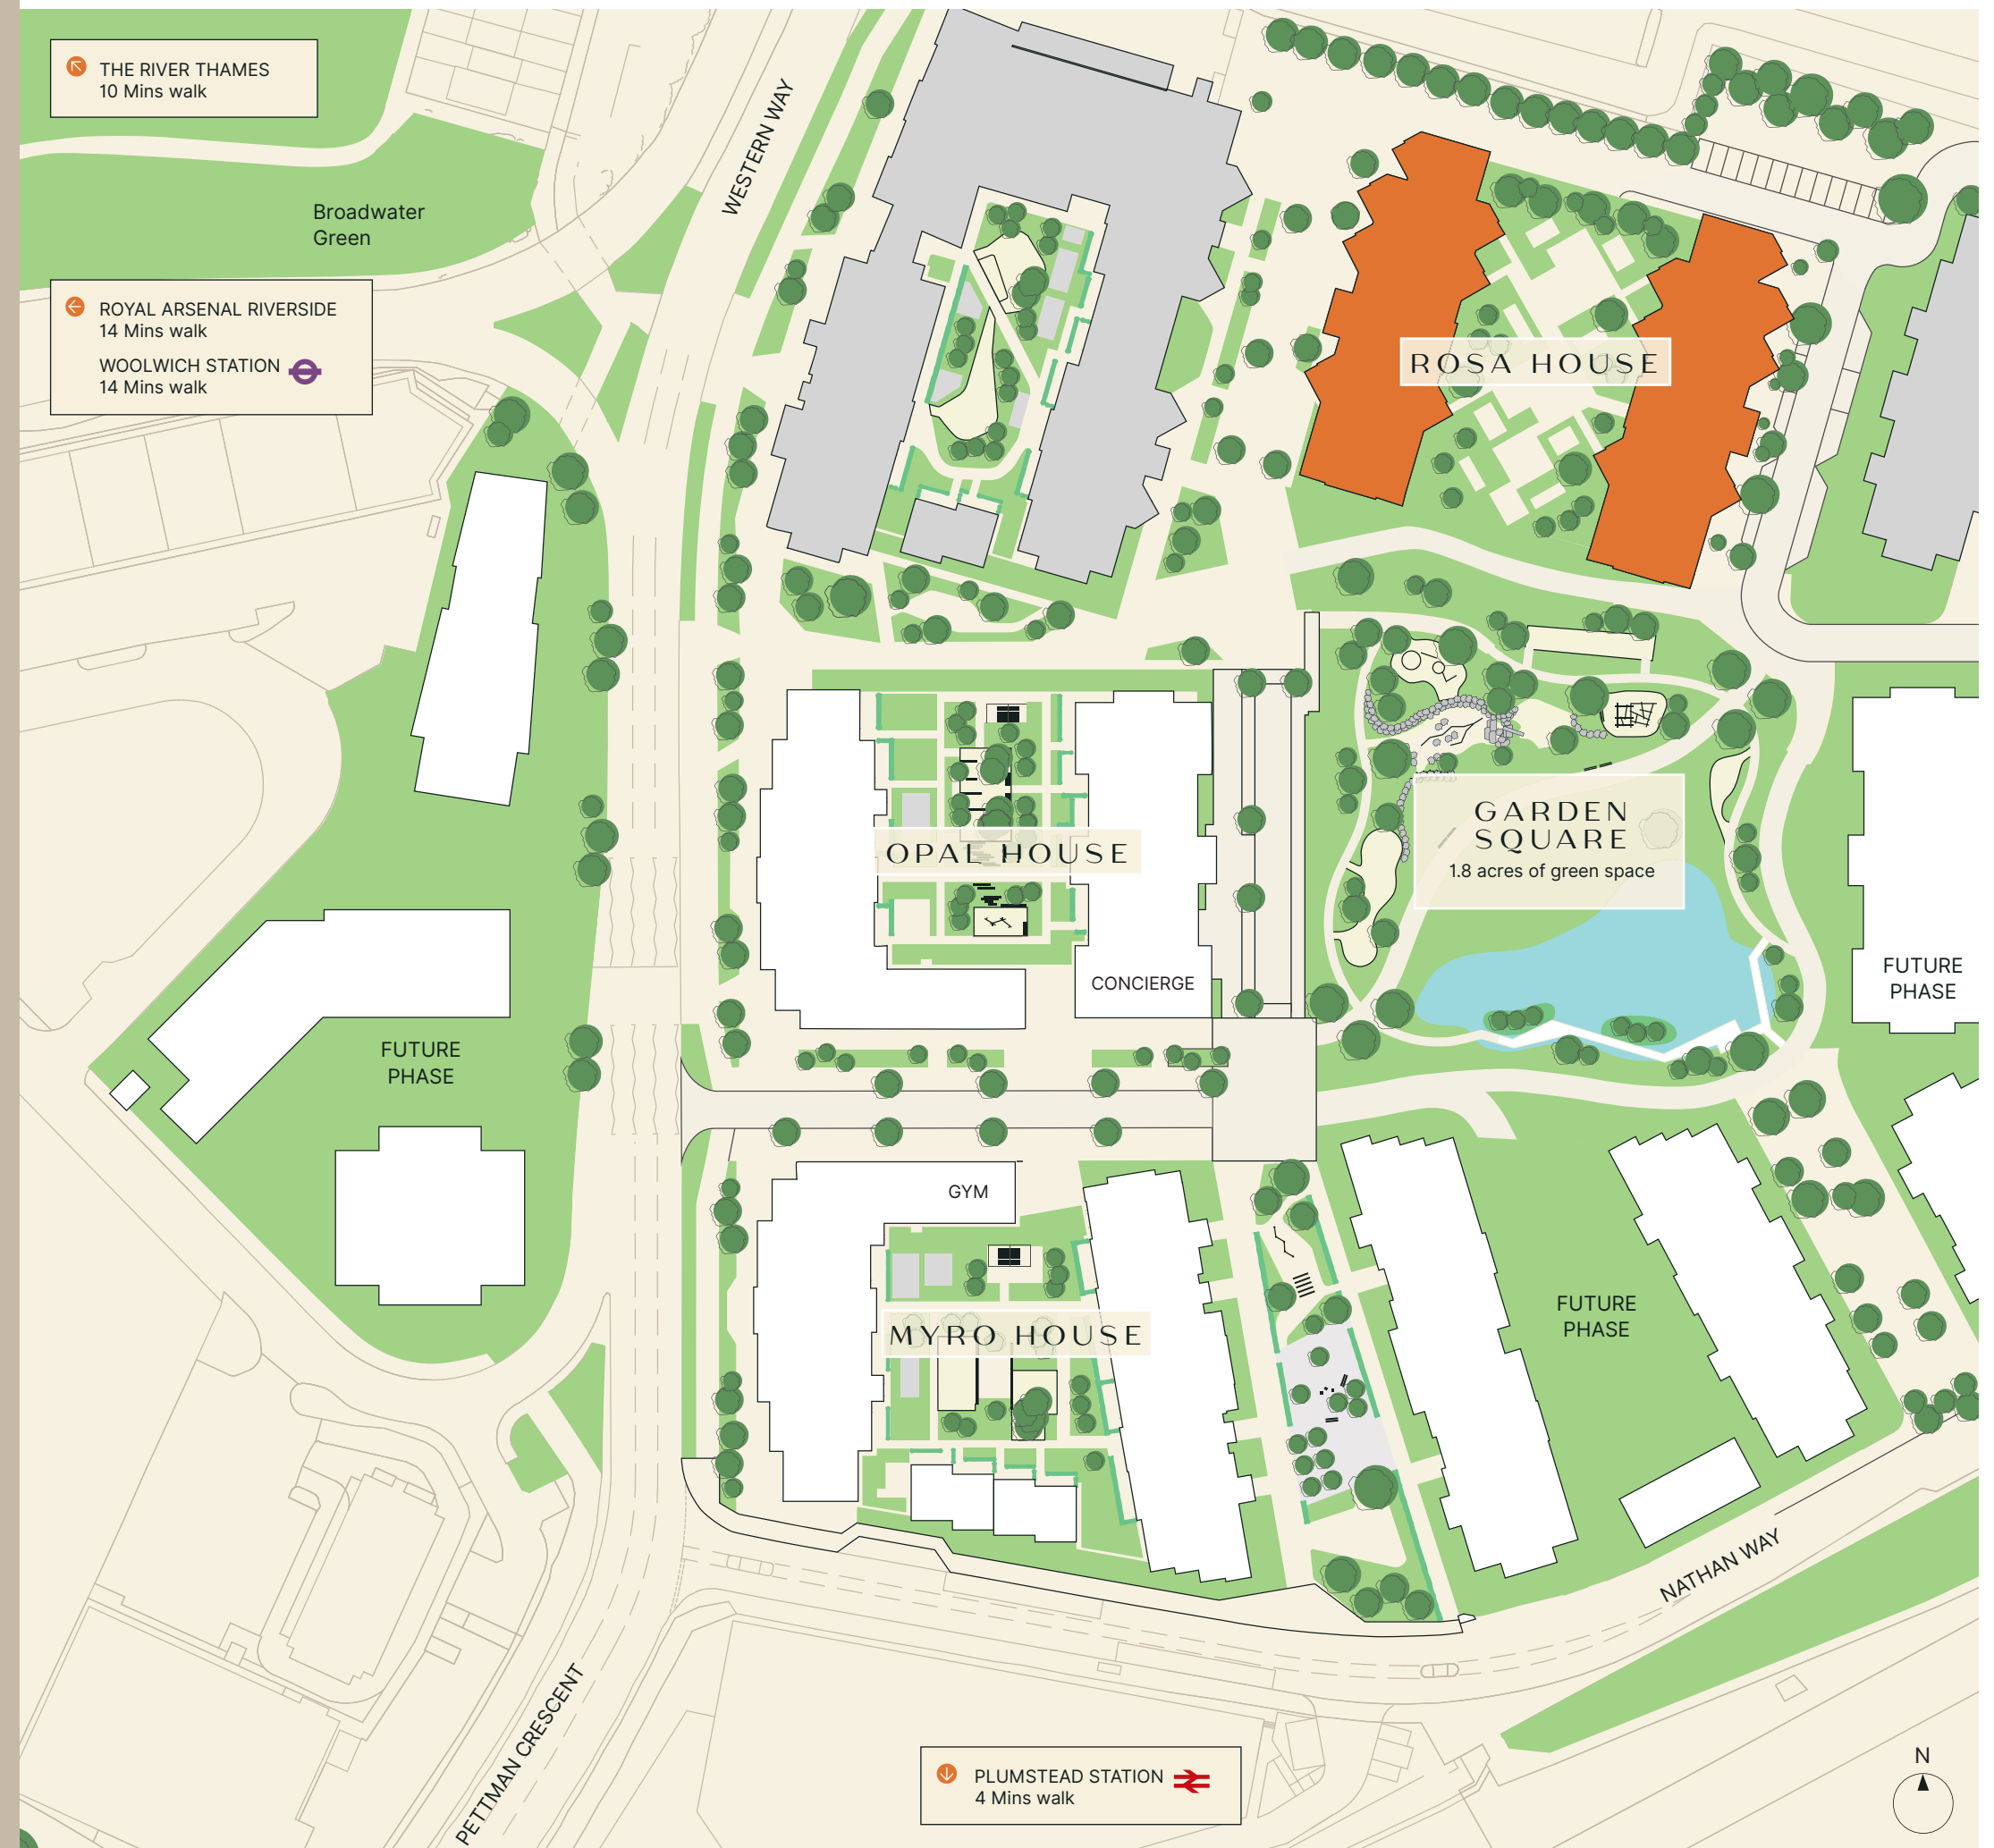 THE RIVER THAMES
10 Mins walk
WESTERN WAY
Broadwater
Green
ROYAL ARSENAL RIVERSIDE
14 Mins walk
WOOLWICH STATION
14 Mins walk
ROSA HOUSE
GARDEN
SQUARE
1.8 acres of green space
OPAL HOUSE
CONCIERGE
FUTURE
PHASE
FUTURE
PHASE
GYM
MYRO HOUSE
FUTURE
PHASE
NATHAN WAY
PETTMAN CRESCENT
PLUMSTEAD STATION
4 Mins walk
N